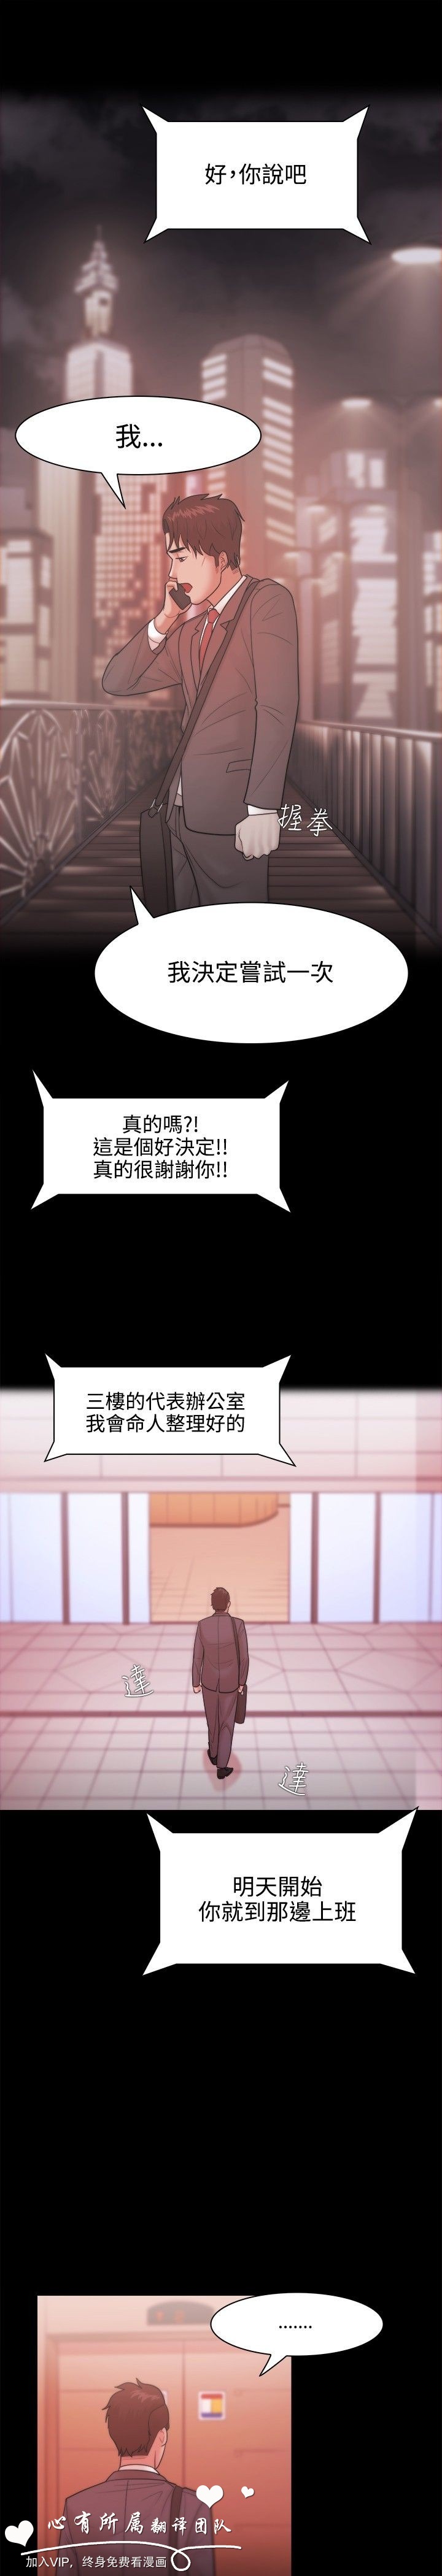 好，你說吧
我...
握拳
我決定嘗試一次
真的嗎?!
這是個好決定!!
真的很謝謝你!!
三樓的代表辦公室
我會命人整理好的
達
達
明天開始
你就到那邊上班
.......
心有所属翻译团队
加入VIP，终身免费看漫画